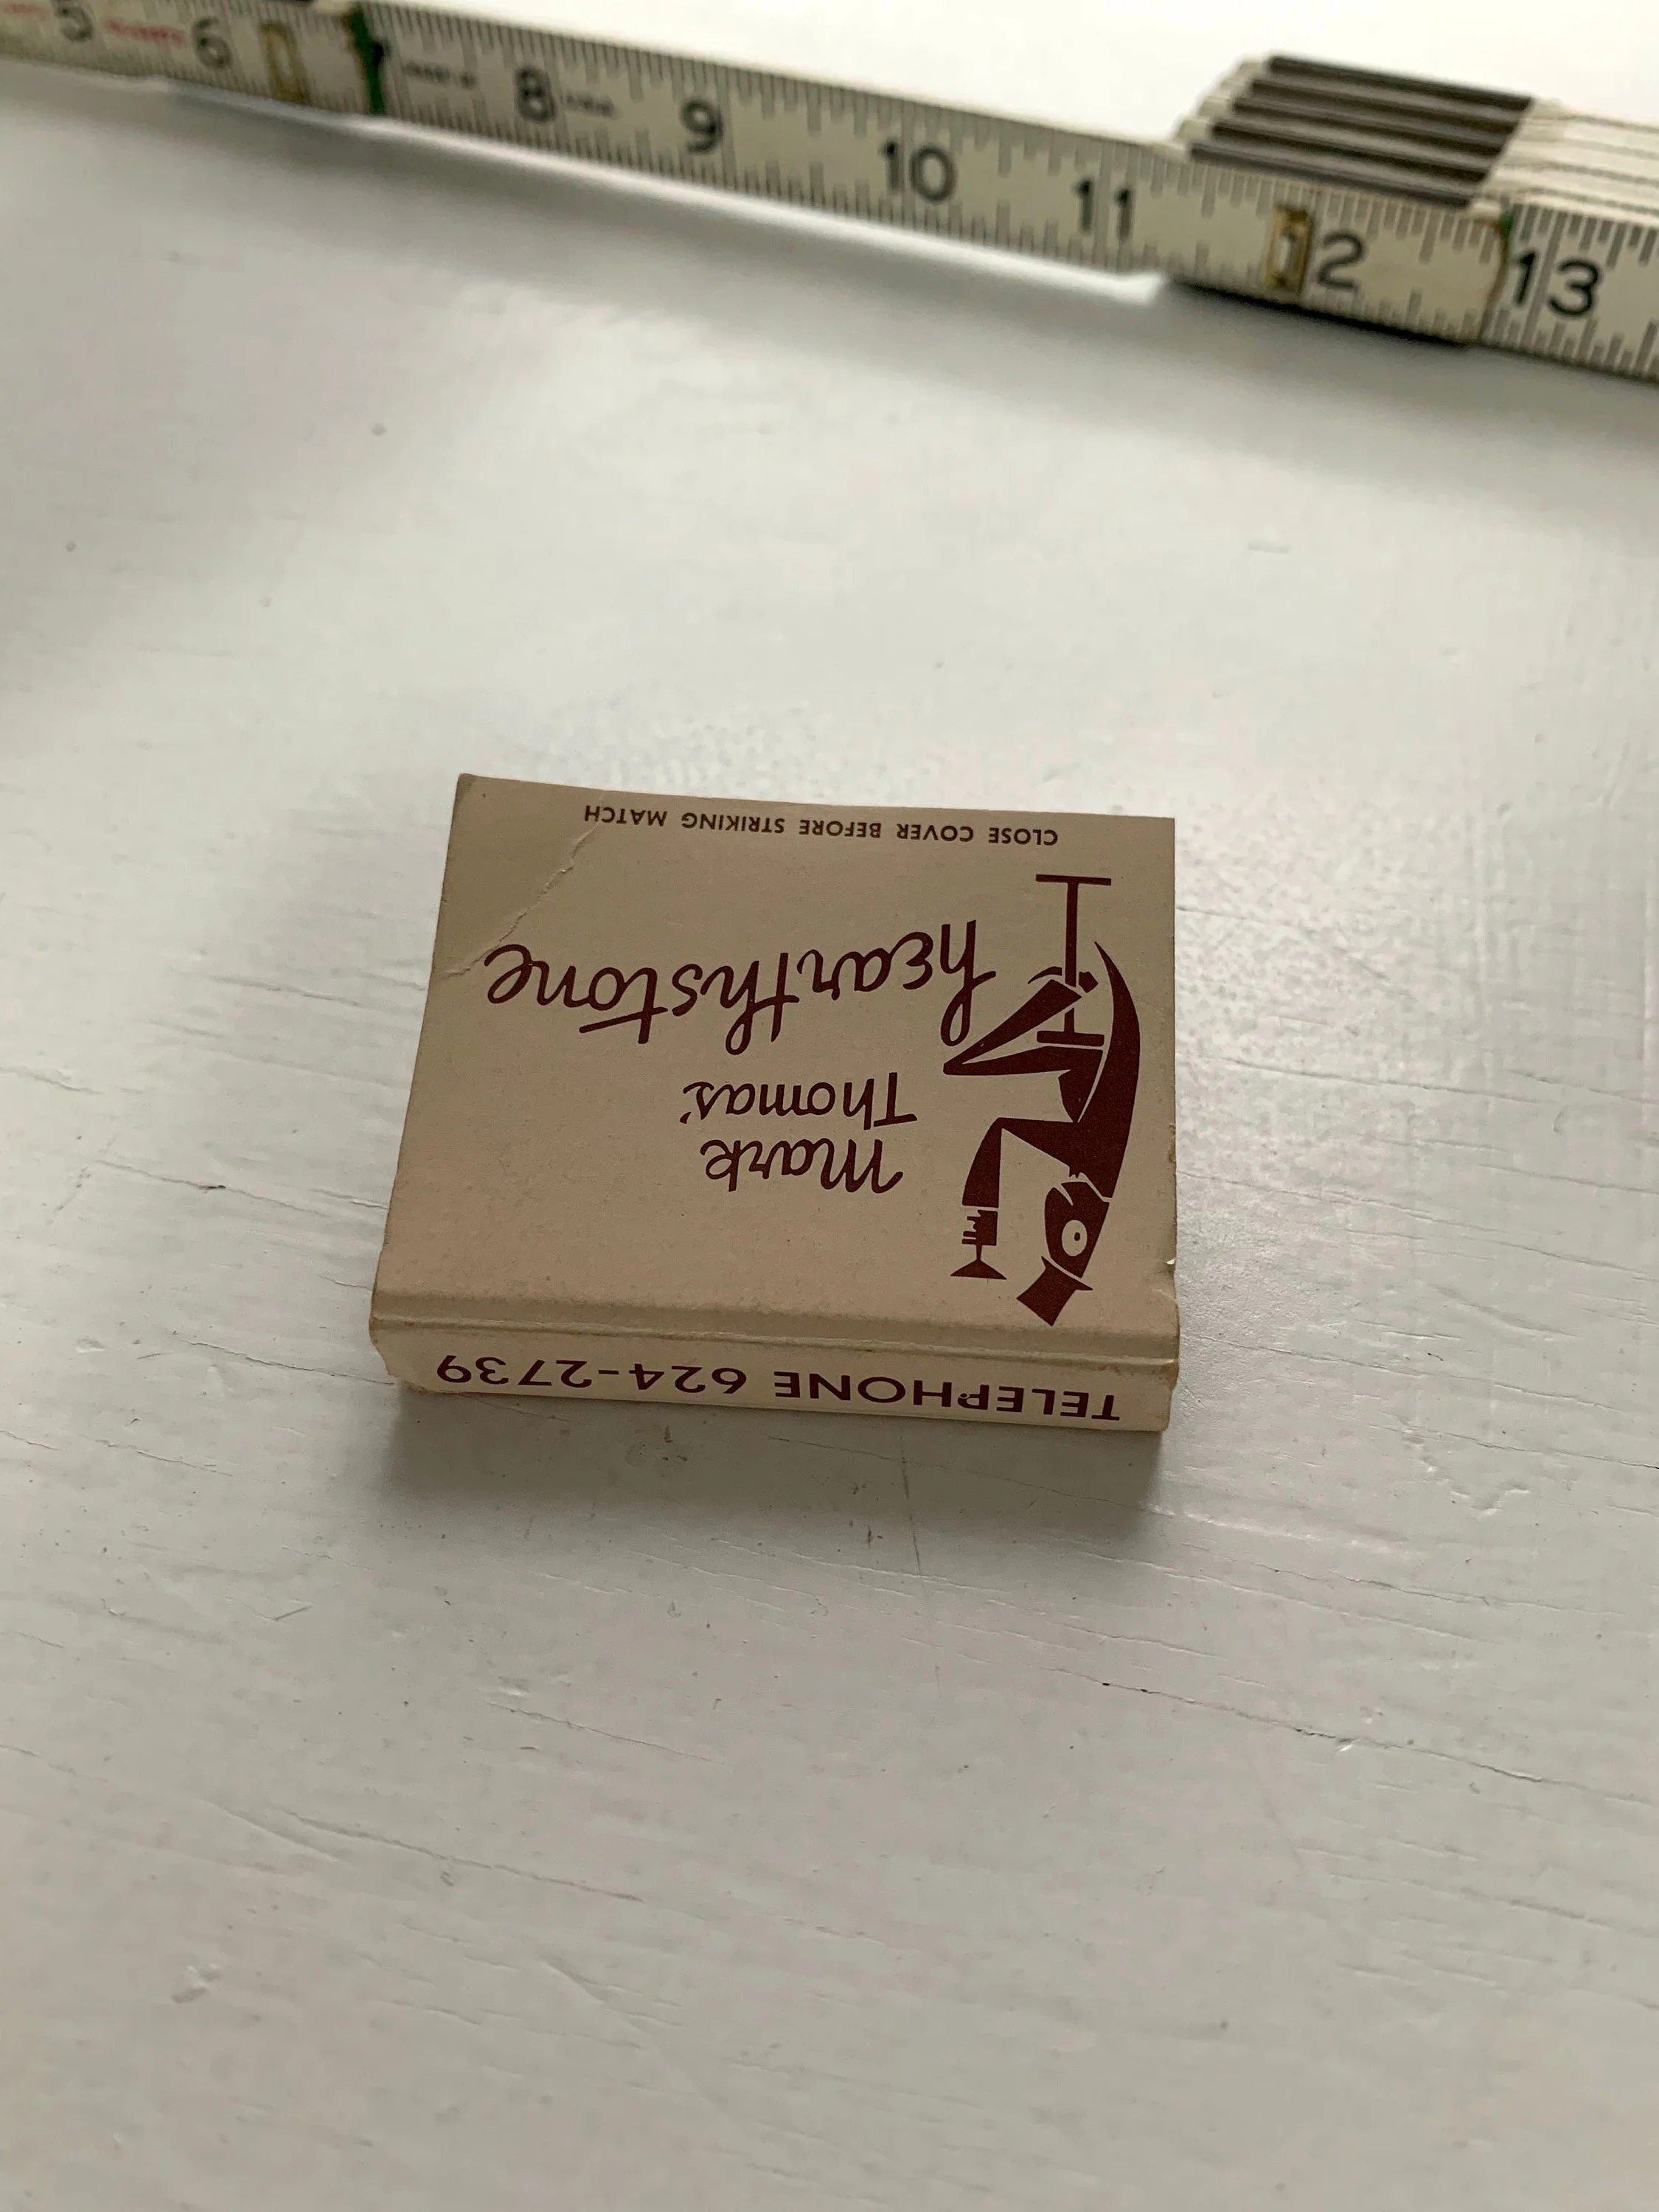 5 6 7 8 9 10 11 12 13
TELEPHONE 624-2739
Mark
Thomas'
hearthstone
CLOSE COVER BEFORE STRIKING MATCH